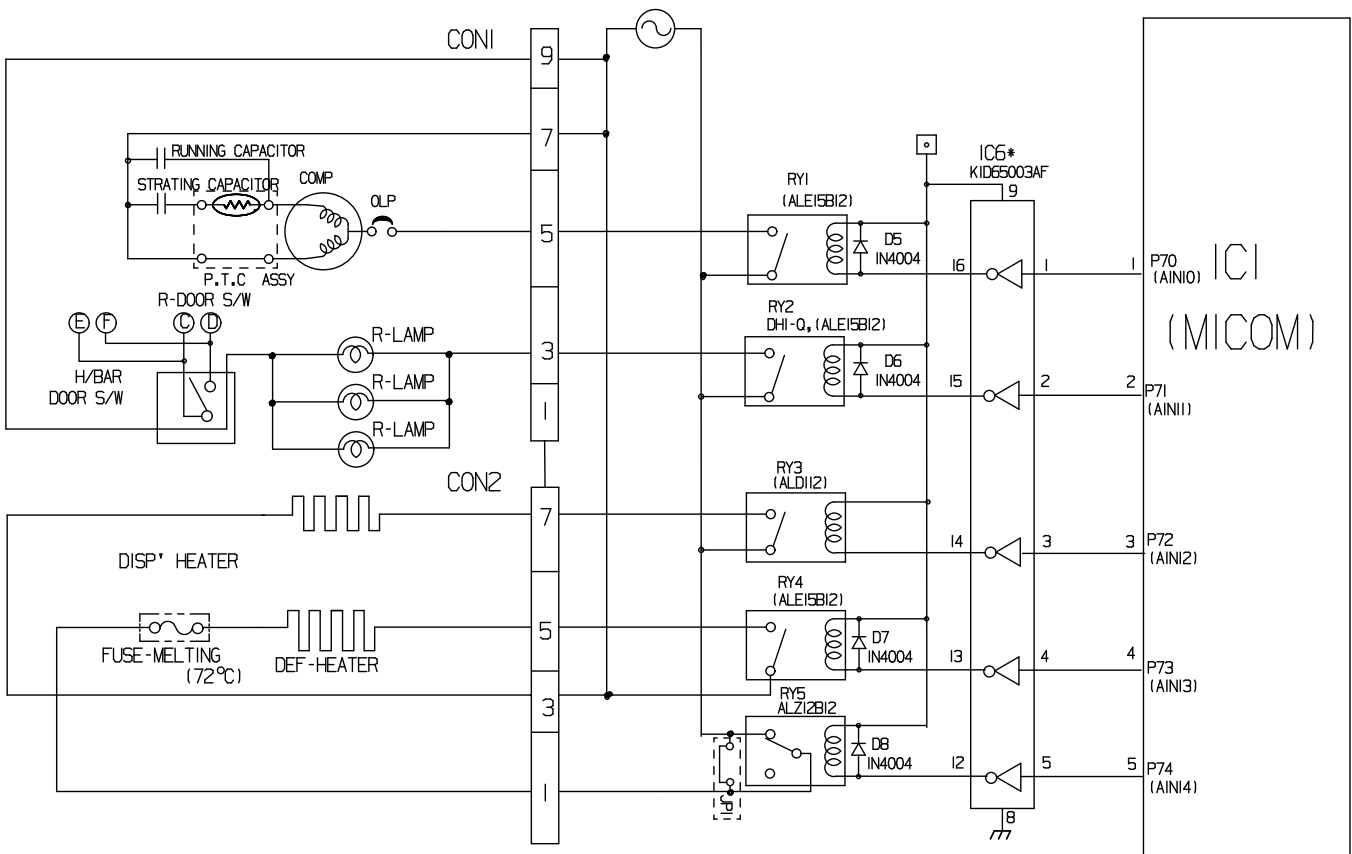 CON1
9
7
RUNNING CAPACITOR
STRATING CAPACITOR
COMP
OLP
5
P.T.C ASSY
R-DOOR S/W
E F C D
H/BAR
DOOR S/W
R-LAMP
R-LAMP
R-LAMP
3
1
CON2
7
DISP' HEATER
5
FUSE-MELTING
(72°C)
DEF-HEATER
3
1
RY1
(ALE15B12)
D5
IN4004
RY2
DH1-Q,(ALE15B12)
D6
IN4004
RY3
(ALD112)
RY4
(ALE15B12)
D7
IN4004
RY5
ALZ12B12
D8
IN4004
JP1
IC6*
KID65003AF
9
16 1
15 2
14 3
13 4
12 5
8
1 P70
(AIN10)
2 P71
(AIN11)
3 P72
(AIN12)
4 P73
(AIN13)
5 P74
(AIN14)
IC1
(MICOM)